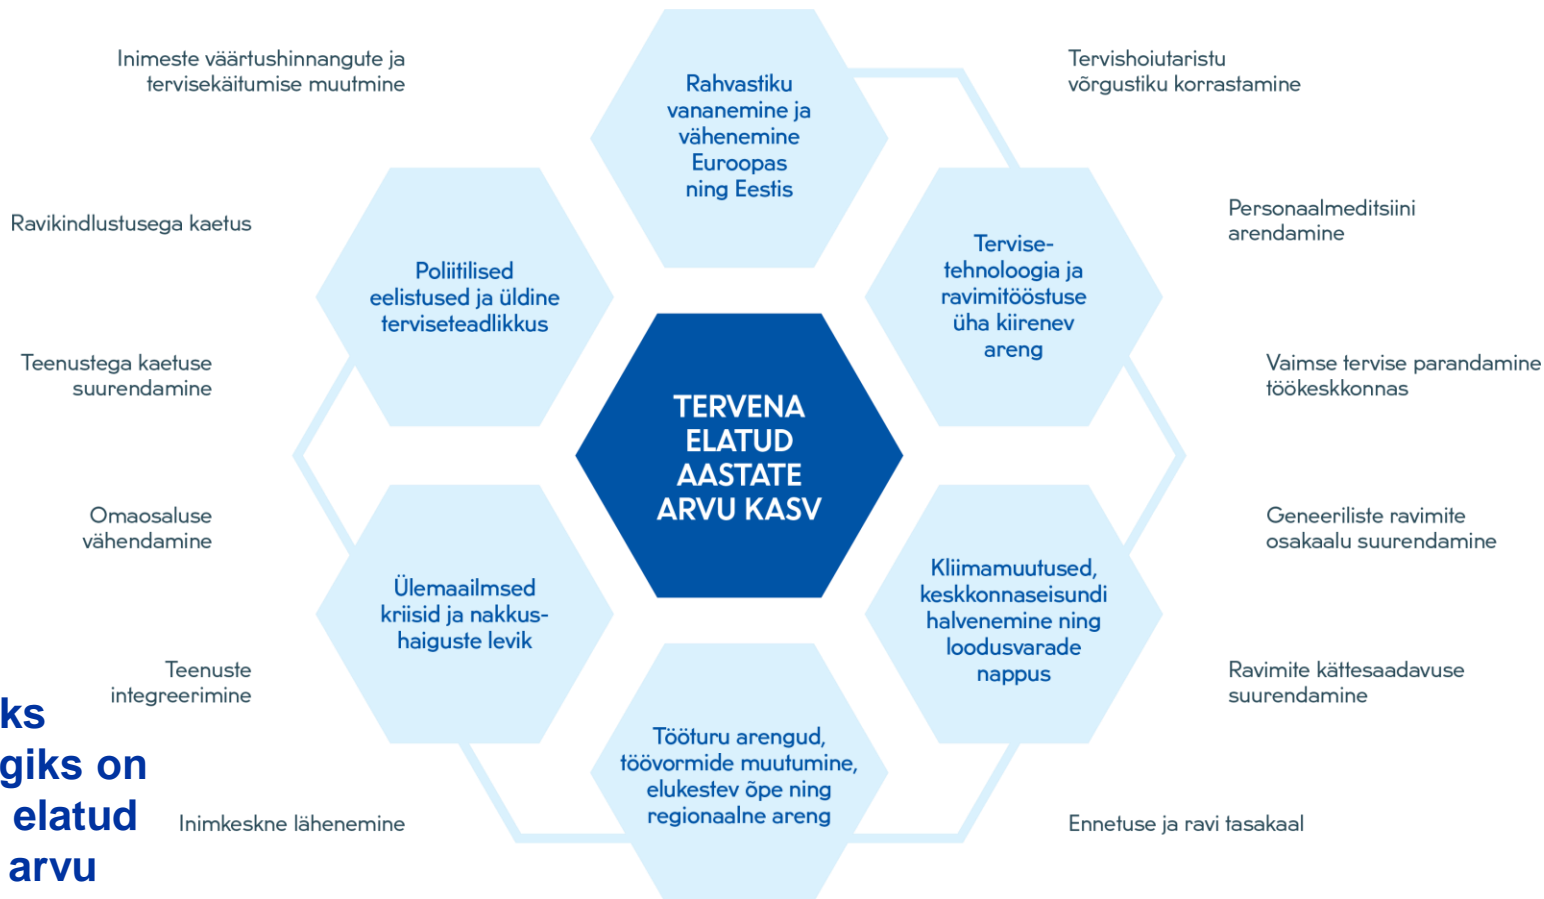 Inimeste väärtushinnangute ja
tervisekäitumise muutmine
Ravikindlustusega kaetus
Teenustega kaetuse
suurendamine
Omaosaluse
vähendamine
Teenuste
integreerimine
Inimkeskne lähenemine
Rahvastiku
vananemine ja
vähenemine
Euroopas
ning Eestis
Poliitilised
eelistused ja üldine
terviseteadlikkus
Tervise-
tehnoloogia ja
ravimitööstuse
üha kiirenev
areng
TERVENA
ELATUD
AASTATE
ARVU KASV
Ülemaailmsed
kriisid ja nakkus-
haiguste levik
Kliimamuutused,
keskkonnaseisundi
halvenemine ning
loodusvarade
nappus
Tööturu arengud,
töövormide muutumine,
elukestev õpe ning
regionaalne areng
Tervishoiutaristu
võrgustiku korrastamine
Personaalmeditsiini
arendamine
Vaimse tervise parandamine
töökeskkonnas
Geneeriliste ravimite
osakaalu suurendamine
Ravimite kättesaadavuse
suurendamine
Ennetuse ja ravi tasakaal
ks
giks on
elatud
arvu